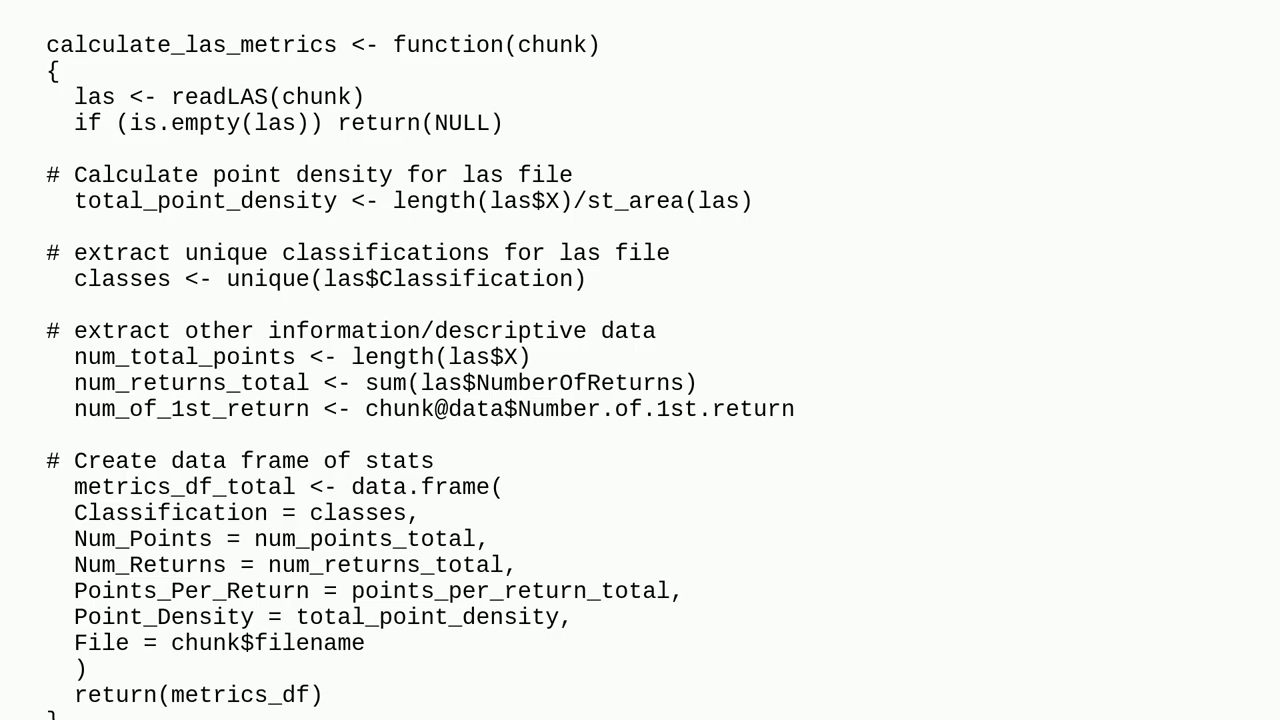 calculate_las_metrics <- function(chunk)
{
  las <- readLAS(chunk)
  if (is.empty(las)) return(NULL)

# Calculate point density for las file
  total_point_density <- length(las$X)/st_area(las)

# extract unique classifications for las file
  classes <- unique(las$Classification)

# extract other information/descriptive data
  num_total_points <- length(las$X)
  num_returns_total <- sum(las$NumberOfReturns)
  num_of_1st_return <- chunk@data$Number.of.1st.return

# Create data frame of stats
  metrics_df_total <- data.frame(
  Classification = classes,
  Num_Points = num_points_total,
  Num_Returns = num_returns_total,
  Points_Per_Return = points_per_return_total,
  Point_Density = total_point_density,
  File = chunk$filename
  )
  return(metrics_df)
}